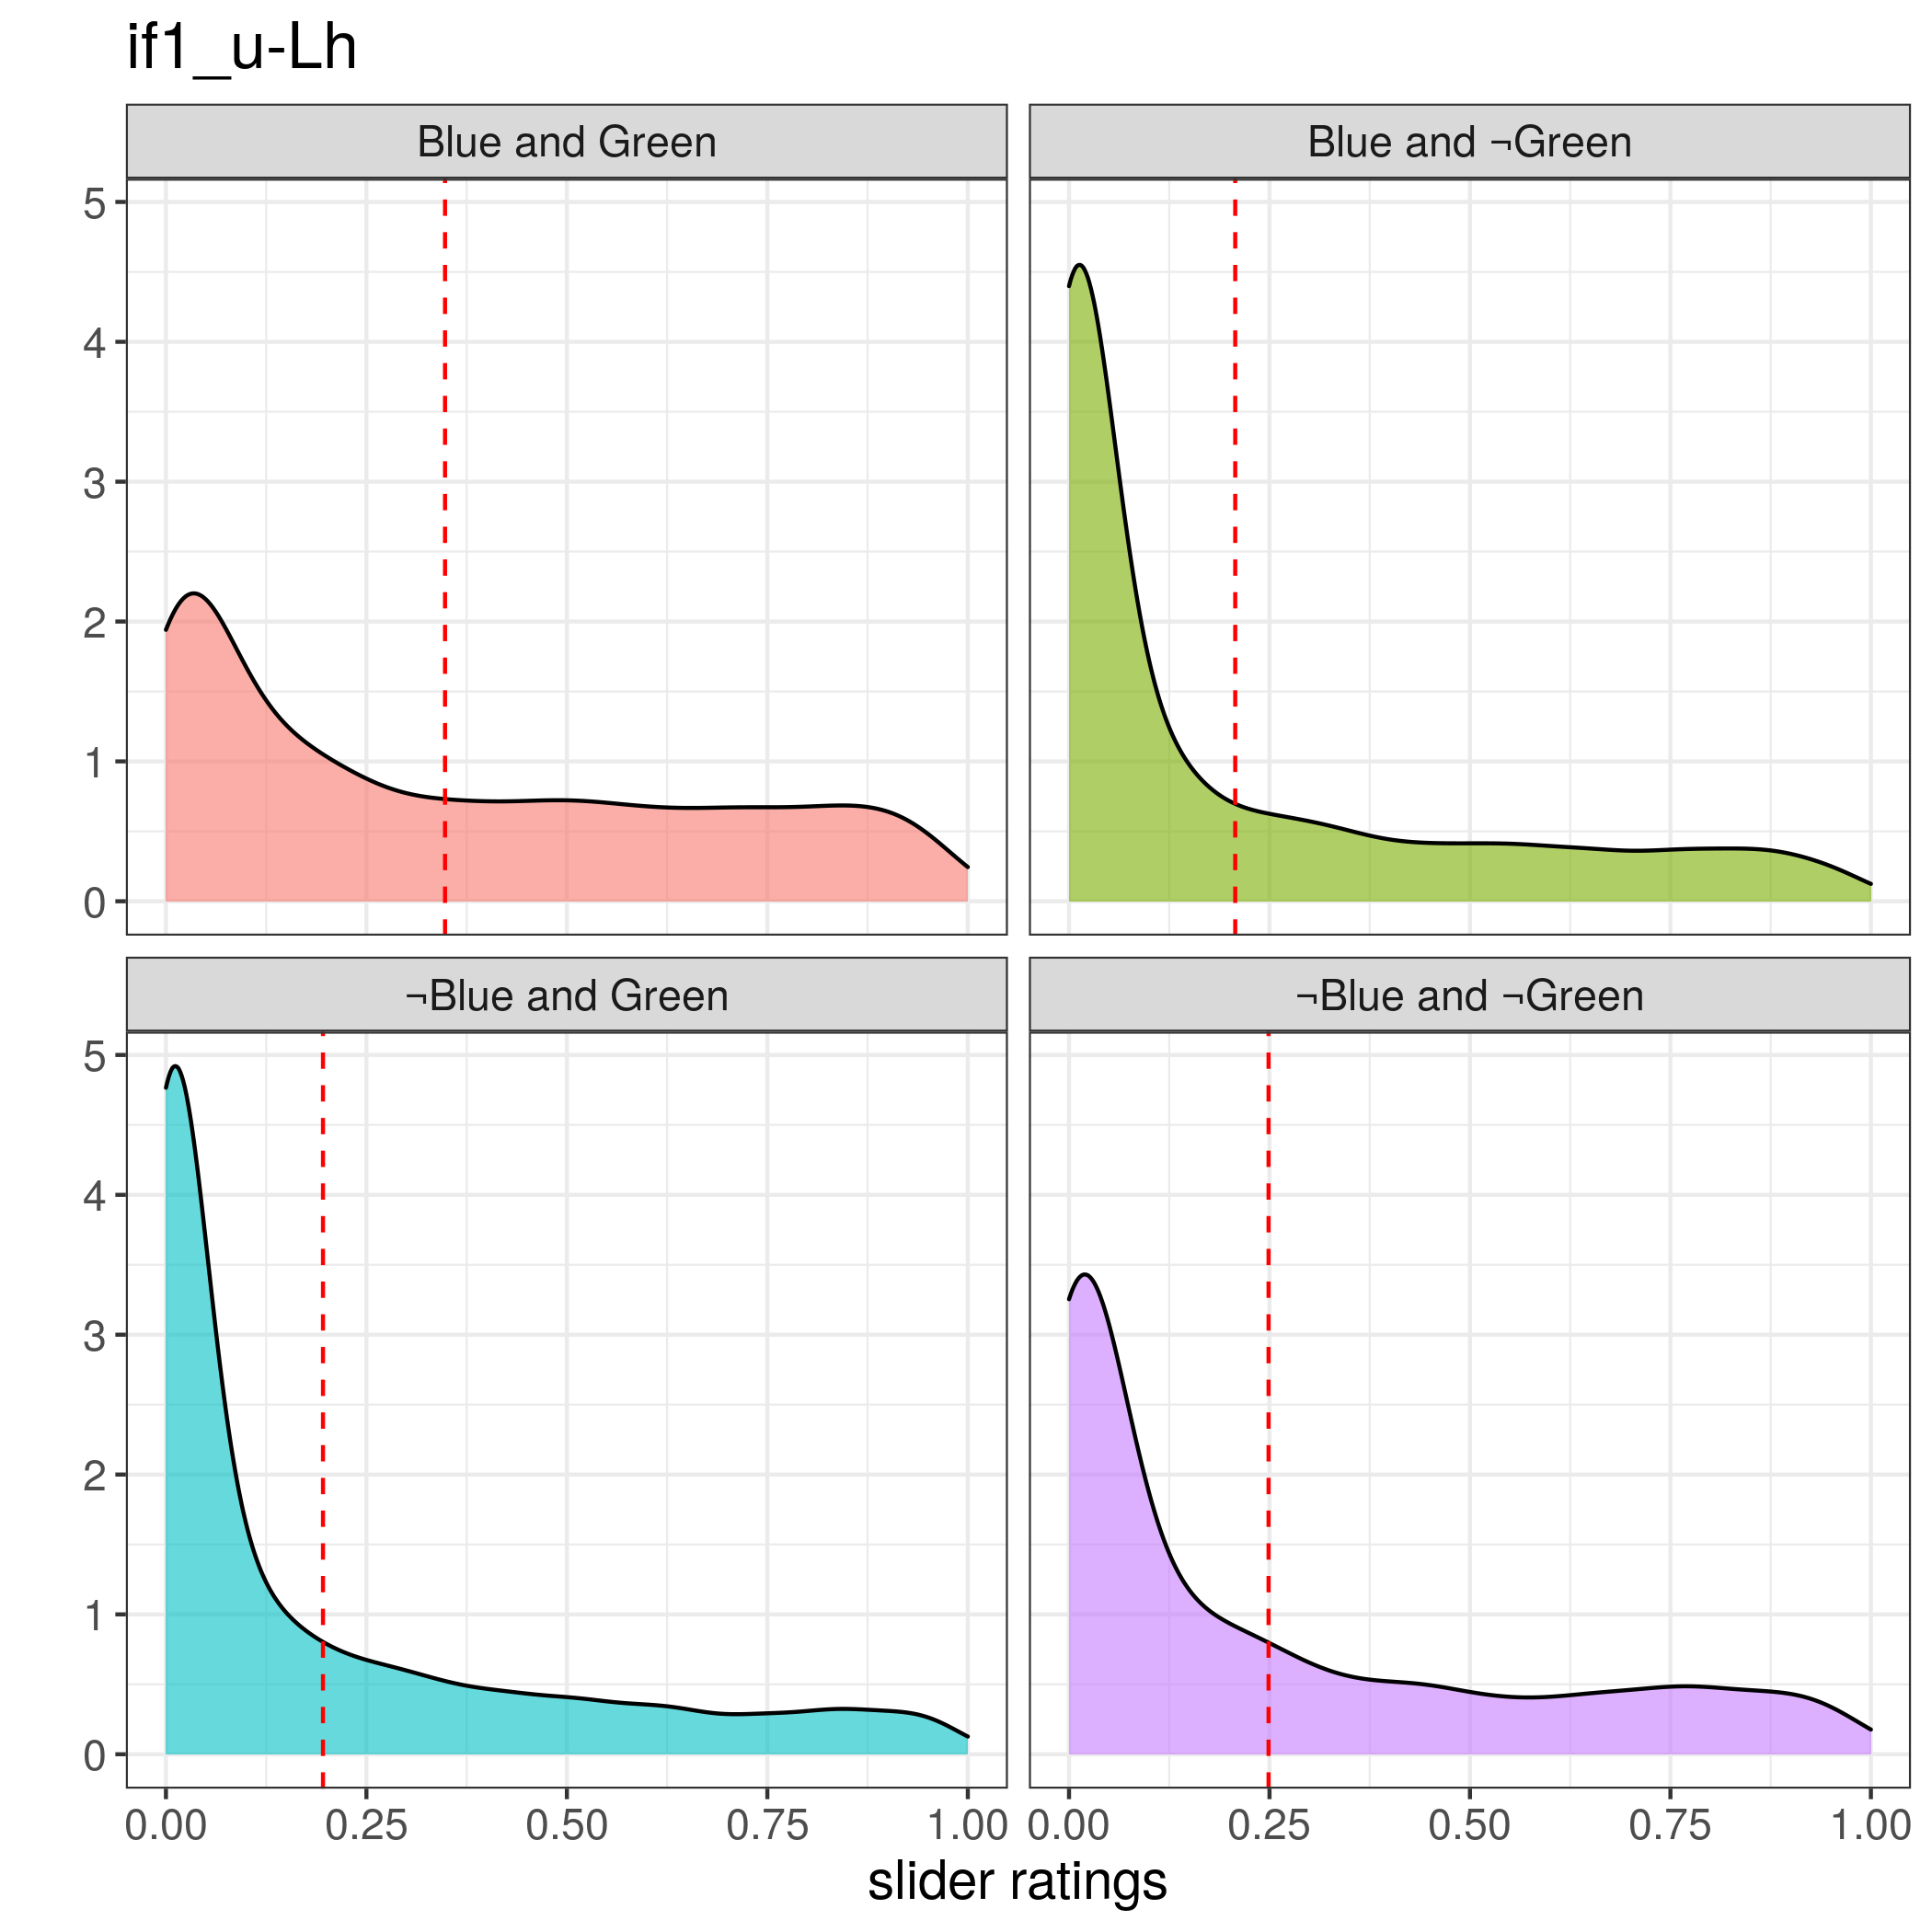 if1_u-Lh
Blue and Green
Blue and ¬Green
5
4
3
2
1
0
¬Blue and Green
¬Blue and ¬Green
5
4
3
2
1
0
0.00 0.25 0.50 0.75 1.00 0.00 0.25 0.50 0.75 1.00
slider ratings